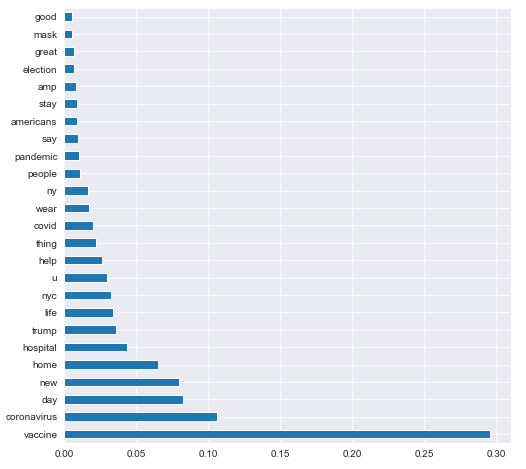 good
mask
great
election
amp
stay
americans
say
pandemic
people
ny
wear
covid
thing
help
u
nyc
life
trump
hospital
home
new
day
coronavirus
vaccine
0.00 0.05 0.10 0.15 0.20 0.25 0.30